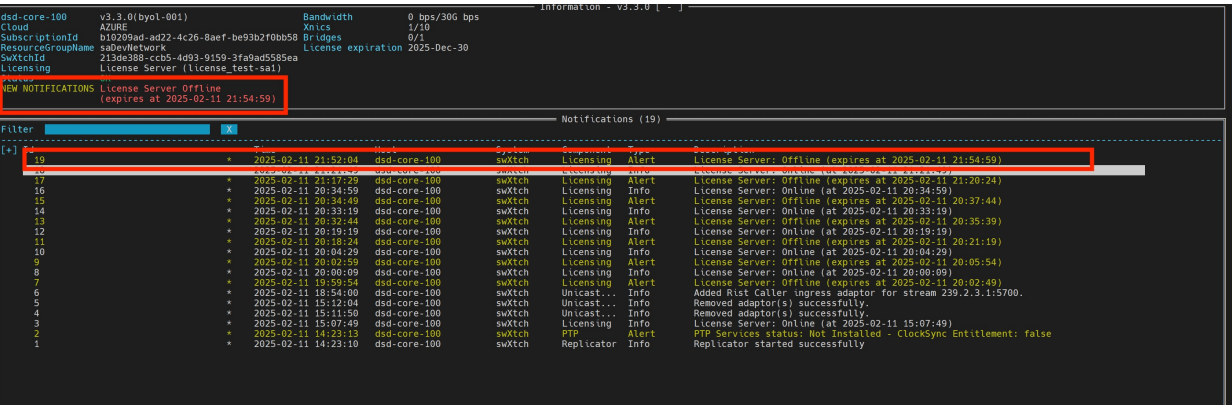 Information - v3.3.0 [ - ]
dsd-core-100 v3.3.0(byol-001) Bandwidth 0 bps/30G bps
Cloud AZURE Xnics 1/10
SubscriptionId b10209ad-ad22-4c26-8aef-be93b2f0bb58 Bridges 0/1
ResourceGroupName saDevNetwork License expiration 2025-Dec-30
SwXtchId 213de388-ccb5-4d93-9159-3fa9ad5585ea
Licensing License Server (license_test-sa1)
Status
NEW NOTIFICATIONS License Server Offline
(expires at 2025-02-11 21:54:59)
Notifications (19)
Filter X
[+] Id Time Host System Component Type Description
19 * 2025-02-11 21:52:04 dsd-core-100 swXtch Licensing Alert License Server: Offline (expires at 2025-02-11 21:54:59)
17 * 2025-02-11 21:17:29 dsd-core-100 swXtch Licensing Alert License Server: Offline (expires at 2025-02-11 21:20:24)
16 * 2025-02-11 20:34:59 dsd-core-100 swXtch Licensing Info License Server: Online (at 2025-02-11 20:34:59)
15 * 2025-02-11 20:34:49 dsd-core-100 swXtch Licensing Alert License Server: Offline (expires at 2025-02-11 20:37:44)
14 * 2025-02-11 20:33:19 dsd-core-100 swXtch Licensing Info License Server: Online (at 2025-02-11 20:33:19)
13 * 2025-02-11 20:32:44 dsd-core-100 swXtch Licensing Alert License Server: Offline (expires at 2025-02-11 20:35:39)
12 * 2025-02-11 20:19:19 dsd-core-100 swXtch Licensing Info License Server: Online (at 2025-02-11 20:19:19)
11 * 2025-02-11 20:18:24 dsd-core-100 swXtch Licensing Alert License Server: Offline (expires at 2025-02-11 20:21:19)
10 * 2025-02-11 20:04:29 dsd-core-100 swXtch Licensing Info License Server: Online (at 2025-02-11 20:04:29)
9 * 2025-02-11 20:02:59 dsd-core-100 swXtch Licensing Alert License Server: Offline (expires at 2025-02-11 20:05:54)
8 * 2025-02-11 20:00:09 dsd-core-100 swXtch Licensing Info License Server: Online (at 2025-02-11 20:00:09)
7 * 2025-02-11 19:59:54 dsd-core-100 swXtch Licensing Alert License Server: Offline (expires at 2025-02-11 20:02:49)
6 * 2025-02-11 18:54:00 dsd-core-100 swXtch Unicast... Info Added Rist Caller ingress adaptor for stream 239.2.3.1:5700.
5 * 2025-02-11 15:12:04 dsd-core-100 swXtch Unicast... Info Removed adaptor(s) successfully.
4 * 2025-02-11 15:11:50 dsd-core-100 swXtch Unicast... Info Removed adaptor(s) successfully.
3 * 2025-02-11 15:07:49 dsd-core-100 swXtch Licensing Info License Server: Online (at 2025-02-11 15:07:49)
2 * 2025-02-11 14:23:13 dsd-core-100 swXtch PTP Alert PTP Services status: Not Installed - ClockSync Entitlement: false
1 * 2025-02-11 14:23:10 dsd-core-100 swXtch Replicator Info Replicator started successfully